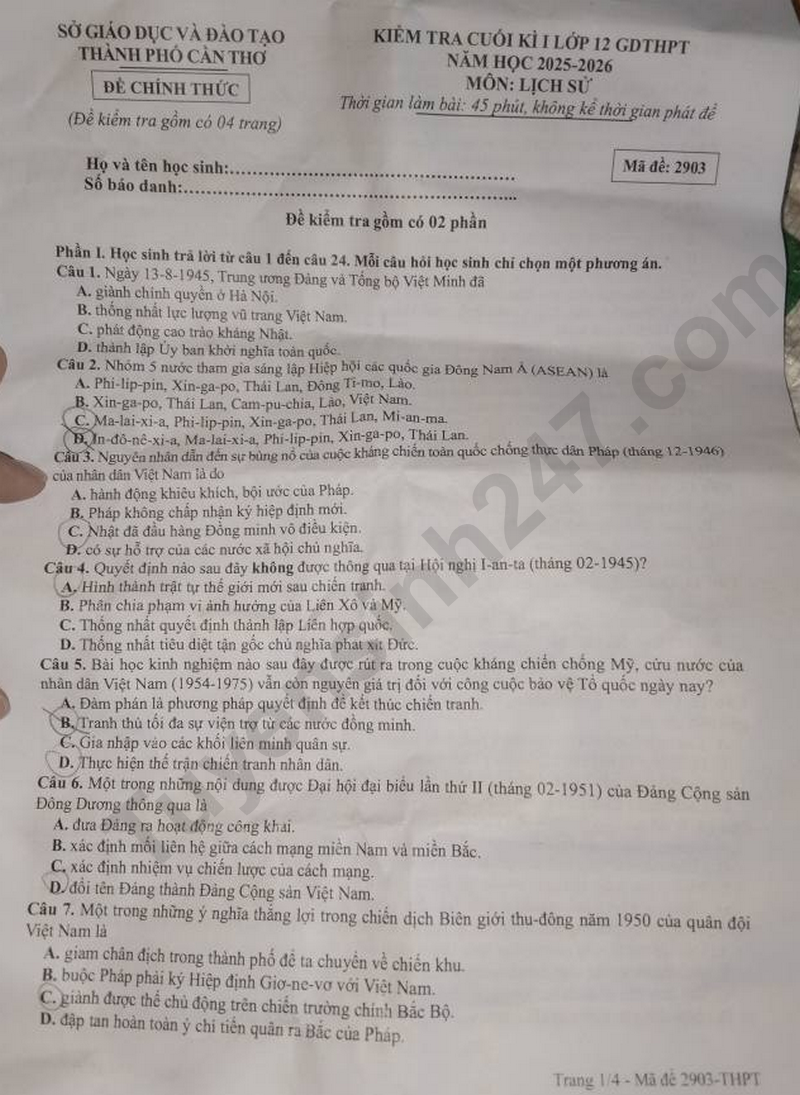 SỞ GIÁO DỤC VÀ ĐÀO TẠO
THÀNH PHỐ CẦN THƠ
ĐỀ CHÍNH THỨC
(Đề kiểm tra gồm có 04 trang)
KIỂM TRA CUỐI KÌ I LỚP 12 GDTHPT
NĂM HỌC 2025-2026
MÔN: LỊCH SỬ
Thời gian làm bài: 45 phút, không kể thời gian phát đề
Họ và tên học sinh:
Số báo danh:
Mã đề: 2903
Đề kiểm tra gồm có 02 phần
Phần I. Học sinh trả lời từ câu 1 đến câu 24. Mỗi câu hỏi học sinh chỉ chọn một phương án.
Câu 1. Ngày 13-8-1945, Trung ương Đảng và Tổng bộ Việt Minh đã
A. giành chính quyền ở Hà Nội.
B. thống nhất lực lượng vũ trang Việt Nam.
C. phát động cao trào kháng Nhật.
D. thành lập Ủy ban khởi nghĩa toàn quốc.
Câu 2. Nhóm 5 nước tham gia sáng lập Hiệp hội các quốc gia Đông Nam Á (ASEAN) là
A. Phi-lip-pin, Xin-ga-po, Thái Lan, Đông Ti-mo, Lào.
B. Xin-ga-po, Thái Lan, Cam-pu-chia, Lào, Việt Nam.
C. Ma-lai-xi-a, Phi-lip-pin, Xin-ga-po, Thái Lan, Mi-an-ma.
D. In-đô-nê-xi-a, Ma-lai-xi-a, Phi-lip-pin, Xin-ga-po, Thái Lan.
Câu 3. Nguyên nhân dẫn đến sự bùng nổ của cuộc kháng chiến toàn quốc chống thực dân Pháp (tháng 12-1946)
của nhân dân Việt Nam là do
A. hành động khiêu khích, bội ước của Pháp.
B. Pháp không chấp nhận ký hiệp định mới.
C. Nhật đã đầu hàng Đồng minh vô điều kiện.
D. có sự hỗ trợ của các nước xã hội chủ nghĩa.
Câu 4. Quyết định nào sau đây không được thông qua tại Hội nghị I-an-ta (tháng 02-1945)?
A. Hình thành trật tự thế giới mới sau chiến tranh.
B. Phân chia phạm vi ảnh hưởng của Liên Xô và Mỹ.
C. Thống nhất quyết định thành lập Liên hợp quốc.
D. Thống nhất tiêu diệt tận gốc chủ nghĩa phát xít Đức.
Câu 5. Bài học kinh nghiệm nào sau đây được rút ra trong cuộc kháng chiến chống Mỹ, cứu nước của
nhân dân Việt Nam (1954-1975) vẫn còn nguyên giá trị đối với công cuộc bảo vệ Tổ quốc ngày nay?
A. Đàm phán là phương pháp quyết định để kết thúc chiến tranh.
B. Tranh thủ tối đa sự viện trợ từ các nước đồng minh.
C. Gia nhập vào các khối liên minh quân sự.
D. Thực hiện thế trận chiến tranh nhân dân.
Câu 6. Một trong những nội dung được Đại hội đại biểu lần thứ II (tháng 02-1951) của Đảng Cộng sản
Đông Dương thông qua là
A. đưa Đảng ra hoạt động công khai.
B. xác định mối liên hệ giữa cách mạng miền Nam và miền Bắc.
C. xác định nhiệm vụ chiến lược của cách mạng.
D. đổi tên Đảng thành Đảng Cộng sản Việt Nam.
Câu 7. Một trong những ý nghĩa thắng lợi trong chiến dịch Biên giới thu-đông năm 1950 của quân đội
Việt Nam là
A. giam chân địch trong thành phố để ta chuyển về chiến khu.
B. buộc Pháp phải ký Hiệp định Giơ-ne-vơ với Việt Nam.
C. giành được thế chủ động trên chiến trường chính Bắc Bộ.
D. đập tan hoàn toàn ý chí tiến quân ra Bắc của Pháp.
Trang 1/4 - Mã đề 2903-THPT